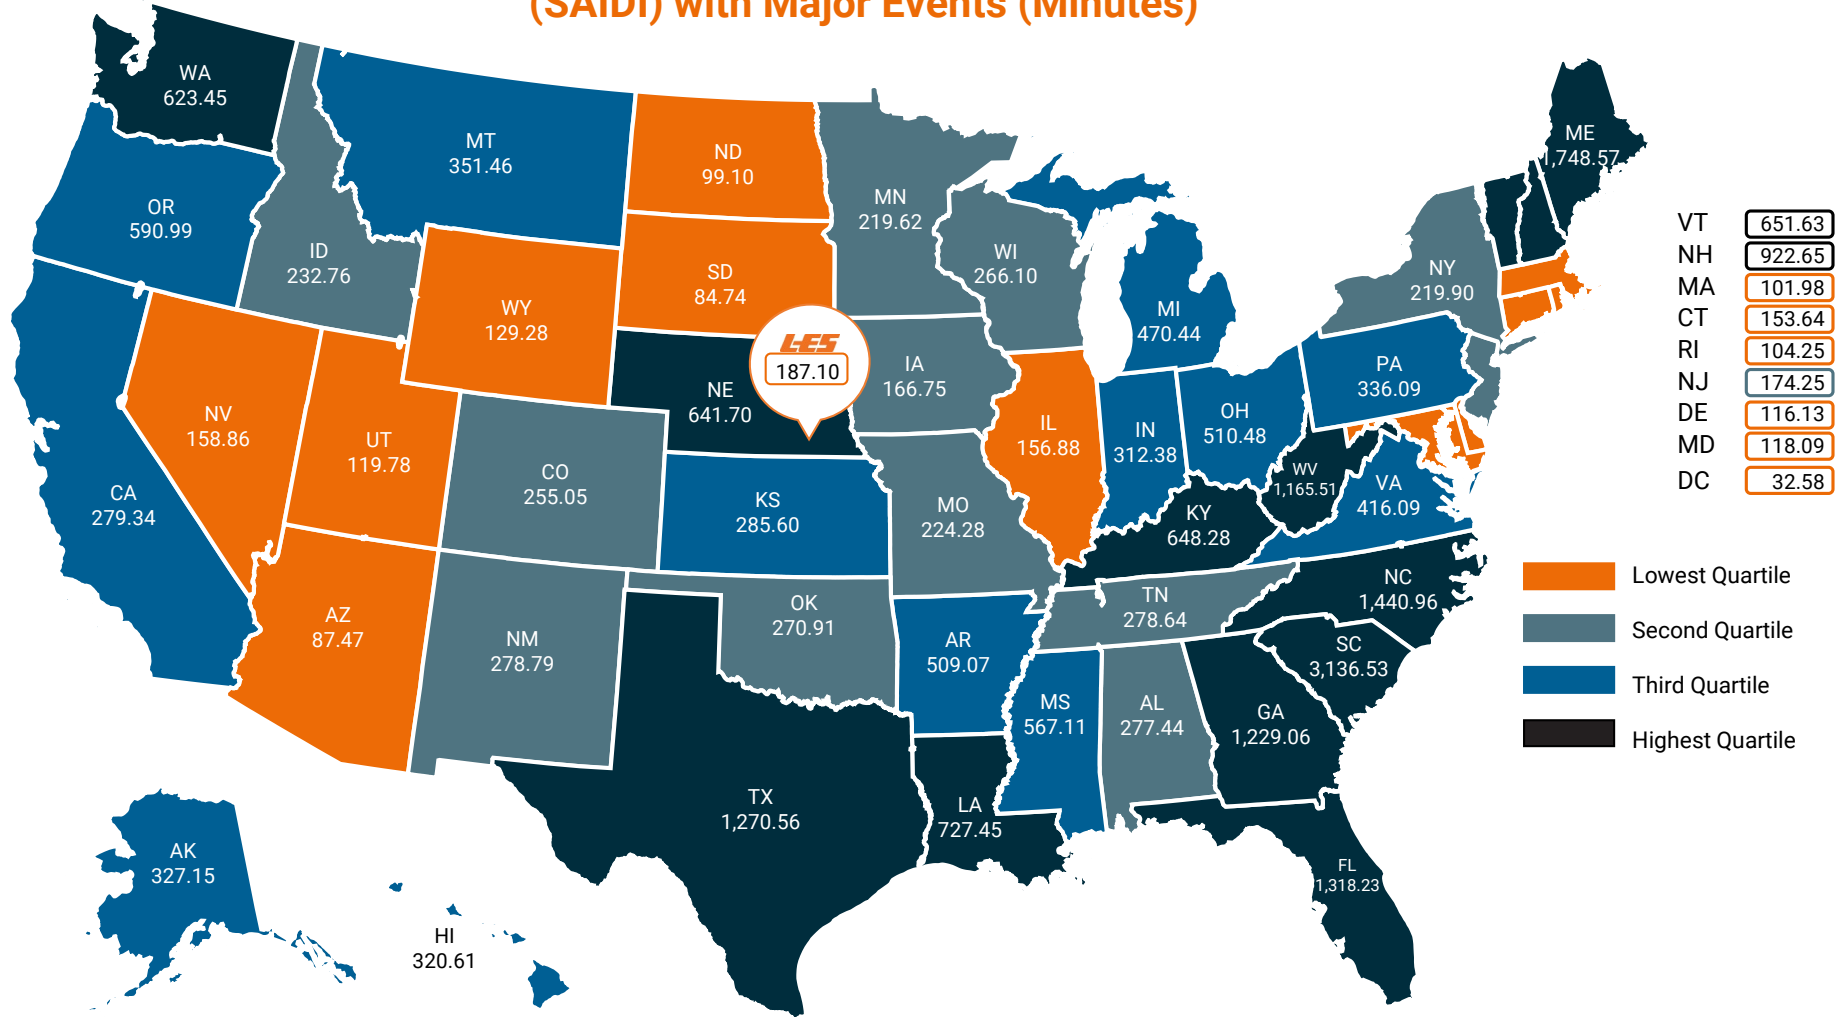 (SAIDI) with Major Events (Minutes)
WA
623.45
OR
590.99
CA
279.34
ID
232.76
NV
158.86
MT
351.46
WY
129.28
UT
119.78
AZ
87.47
CO
255.05
NM
278.79
ND
99.10
SD
84.74
NE
641.70
LES
187.10
KS
285.60
OK
270.91
TX
1,270.56
MN
219.62
IA
166.75
MO
224.28
AR
509.07
LA
727.45
WI
266.10
IL
156.88
MS
567.11
MI
470.44
IN
312.38
OH
510.48
KY
648.28
TN
278.64
AL
277.44
GA
1,229.06
FL
1,318.23
SC
3,136.53
NC
1,440.96
VA
416.09
WV
1,165.51
PA
336.09
NY
219.90
ME
1,748.57
AK
327.15
HI
320.61
VT 651.63
NH 922.65
MA 101.98
CT 153.64
RI 104.25
NJ 174.25
DE 116.13
MD 118.09
DC 32.58
Lowest Quartile
Second Quartile
Third Quartile
Highest Quartile